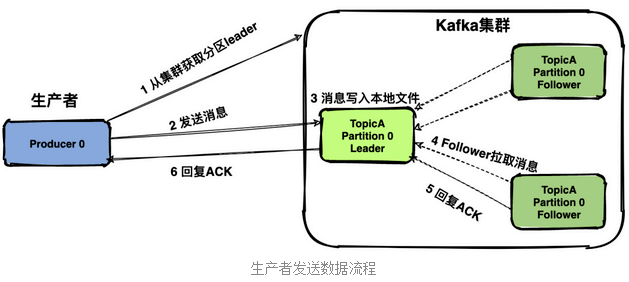 Kafka集群
1 从集群获取分区leader
生产者
Producer 0
2 发送消息
3 消息写入本地文件
TopicA
Partition 0
Leader
6 回复ACK
TopicA
Partition 0
Follower
4 Follower拉取消息
5 回复ACK
TopicA
Partition 0
Follower
生产者发送数据流程